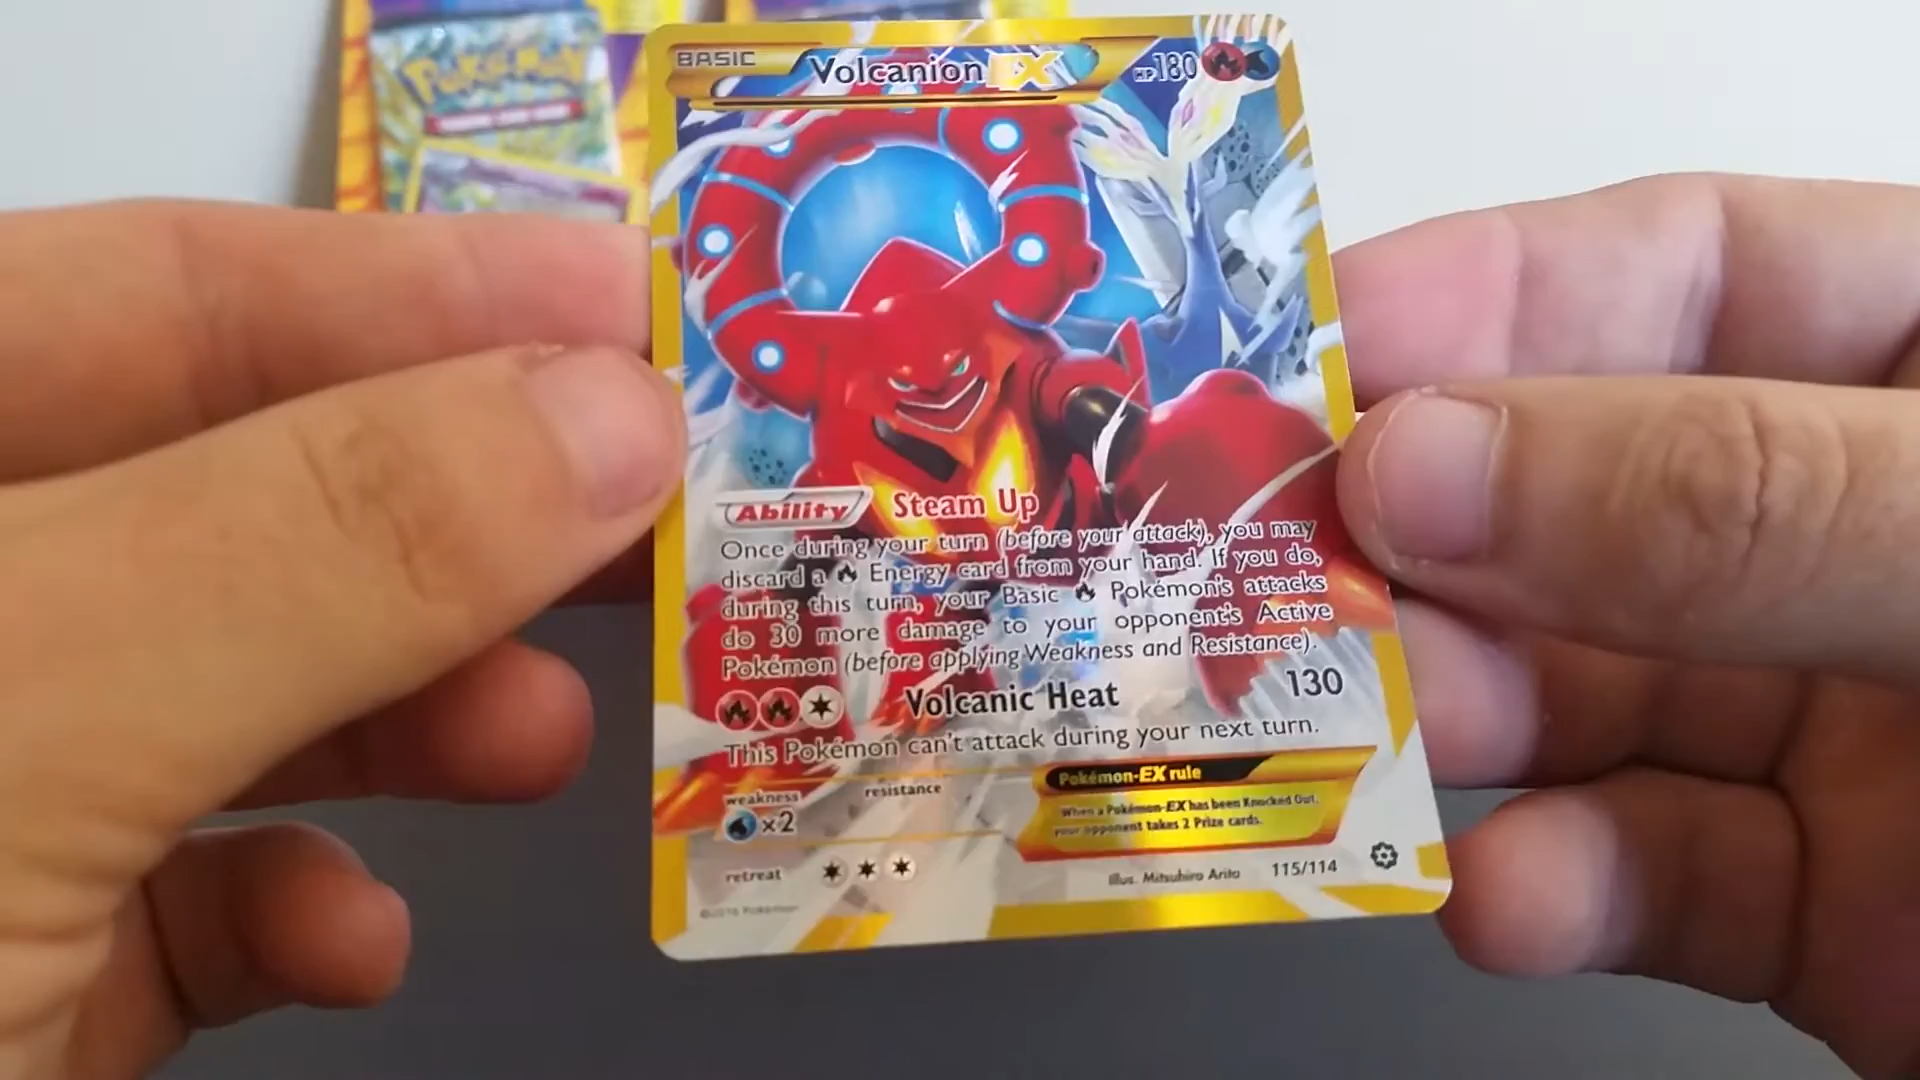 Pokémon
BASIC
Volcanion EX
HP180
Ability Steam Up
Once during your turn (before your attack), you may
discard a Energy card from your hand. If you do,
during this turn, your Basic Pokémon's attacks
do 30 more damage to your opponent's Active
Pokémon (before applying Weakness and Resistance).
Volcanic Heat 130
This Pokémon can't attack during your next turn.
weakness resistance
×2
Pokémon-EX rule
When a Pokémon-EX has been Knocked Out,
your opponent takes 2 Prize cards.
retreat
Illus. Mitsuhiro Arita 115/114
©2016 Pokémon